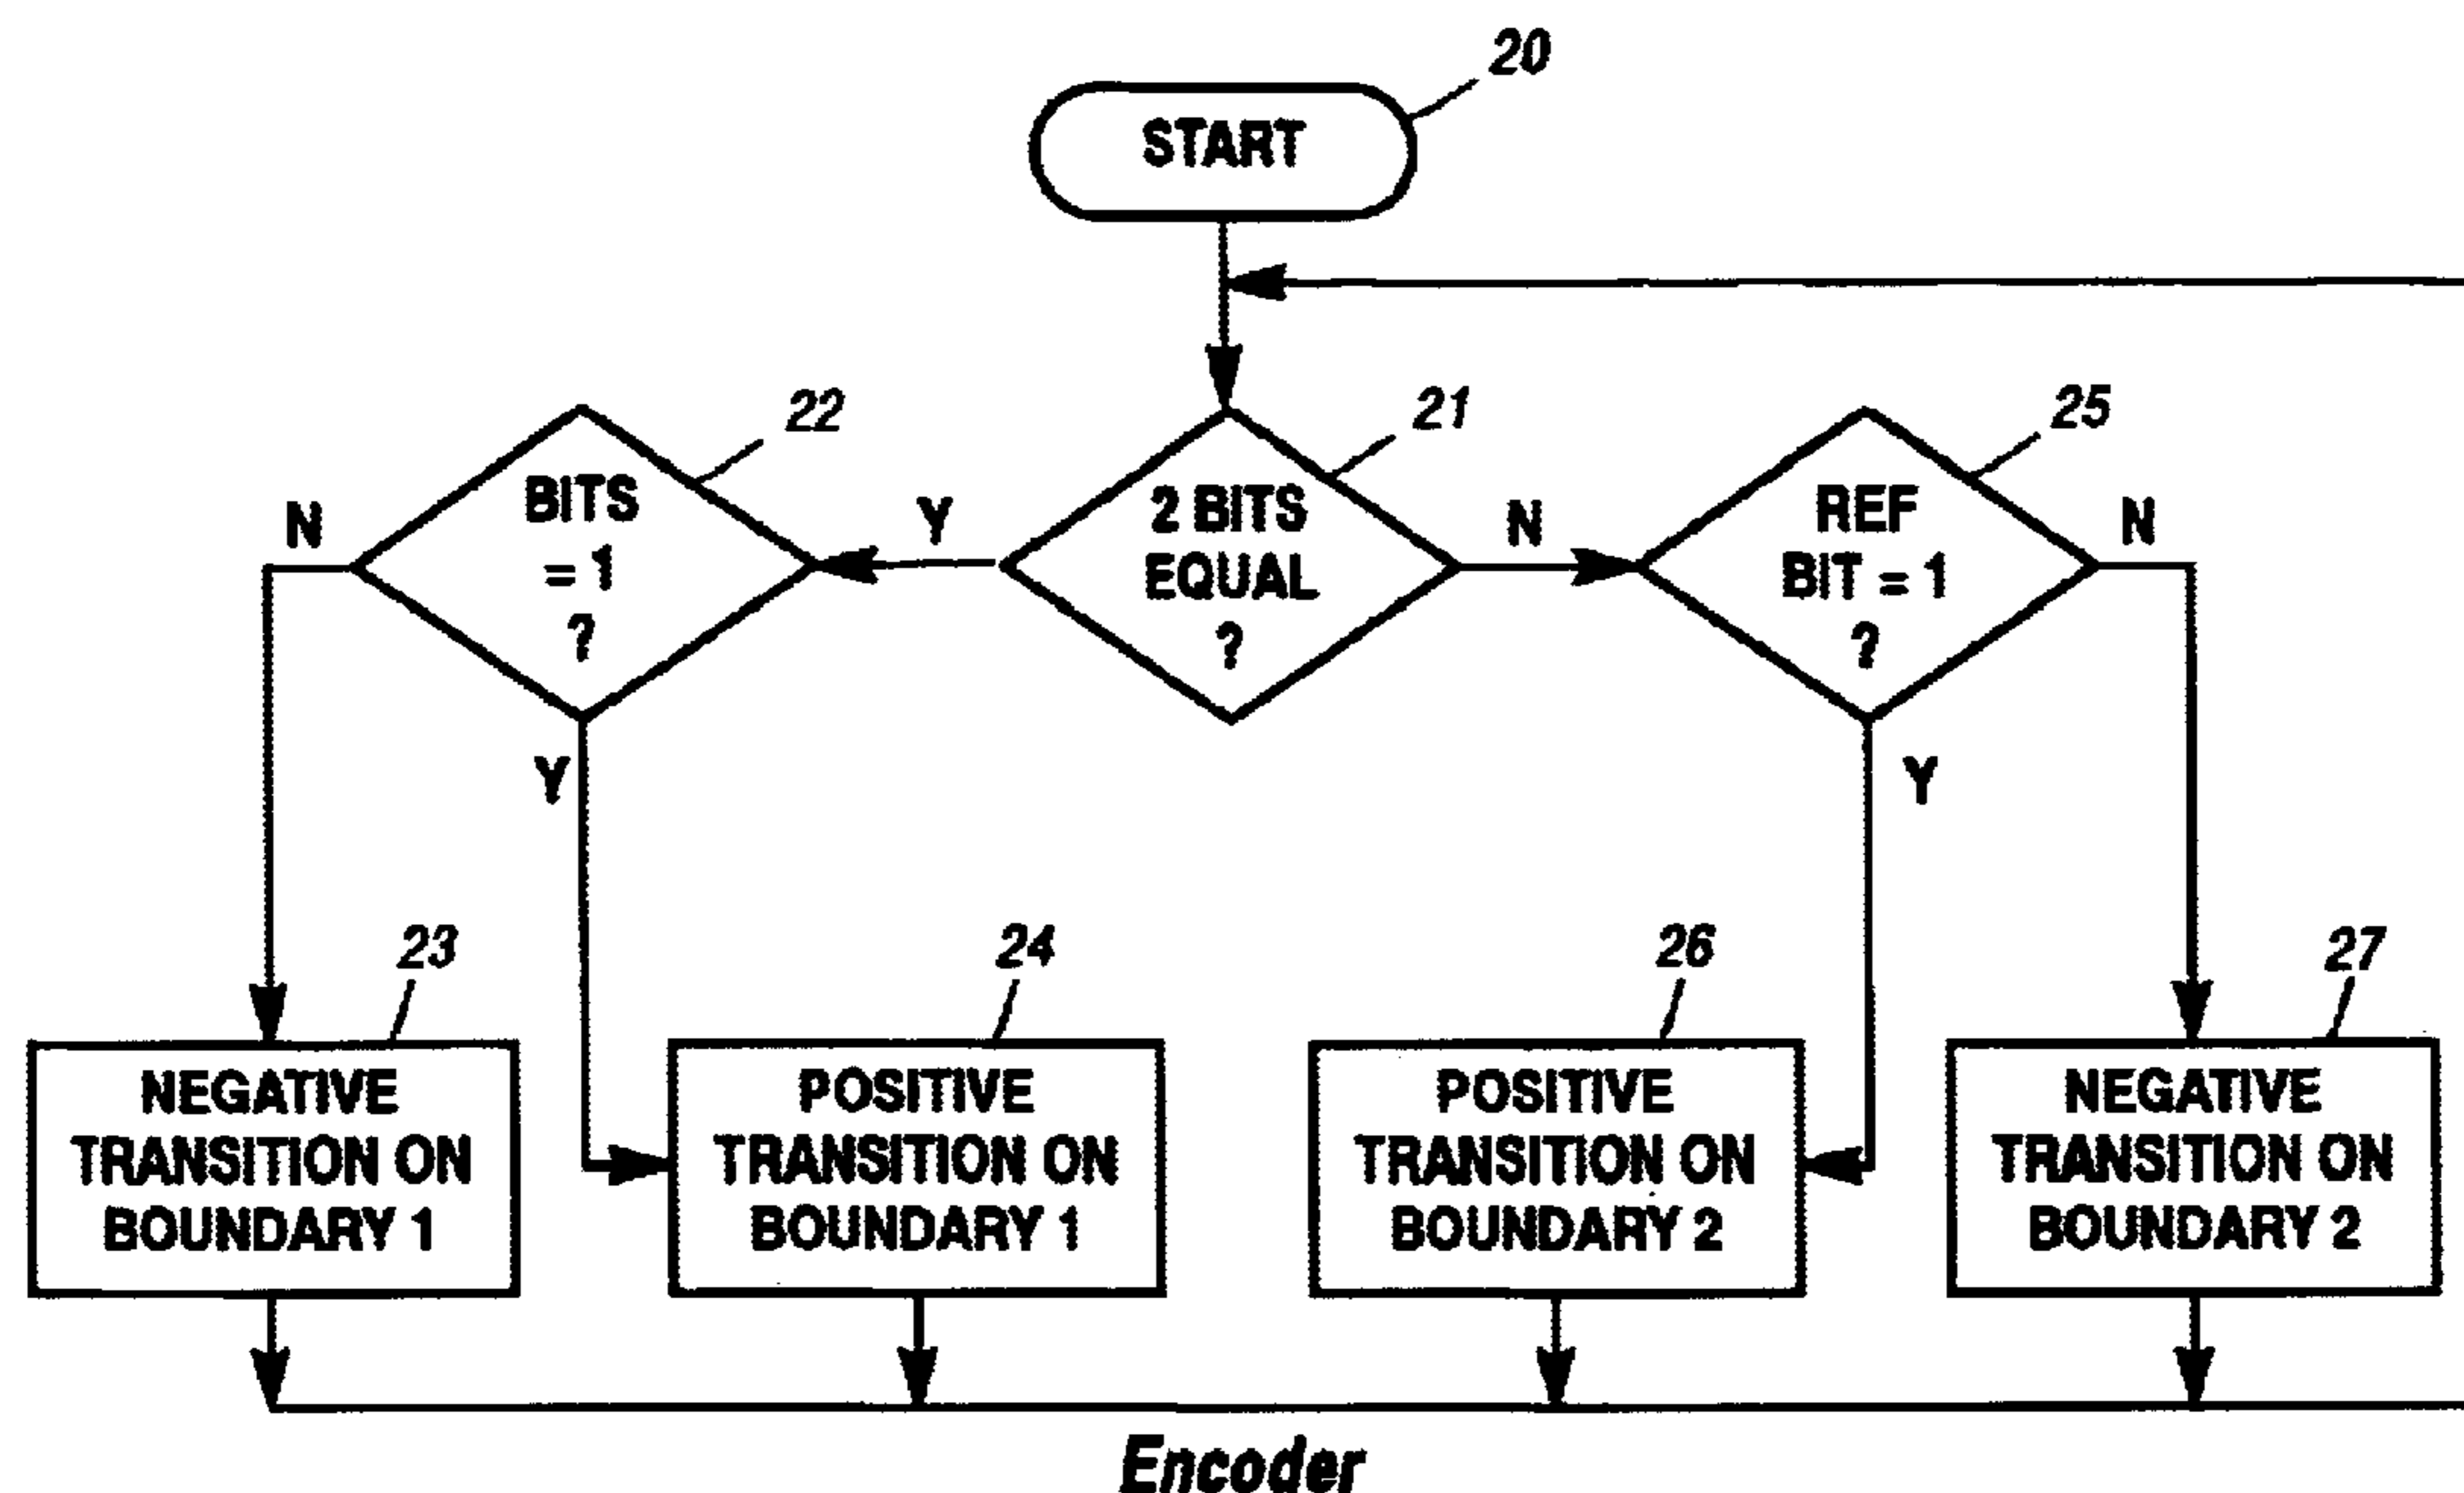 20
START
22
21
25
N
BITS
= 1
?
Y
2 BITS
EQUAL
?
N
REF
BIT = 1
?
N
Y
Y
23
24
26
27
NEGATIVE
TRANSITION ON
BOUNDARY 1
POSITIVE
TRANSITION ON
BOUNDARY 1
POSITIVE
TRANSITION ON
BOUNDARY 2
NEGATIVE
TRANSITION ON
BOUNDARY 2
Encoder